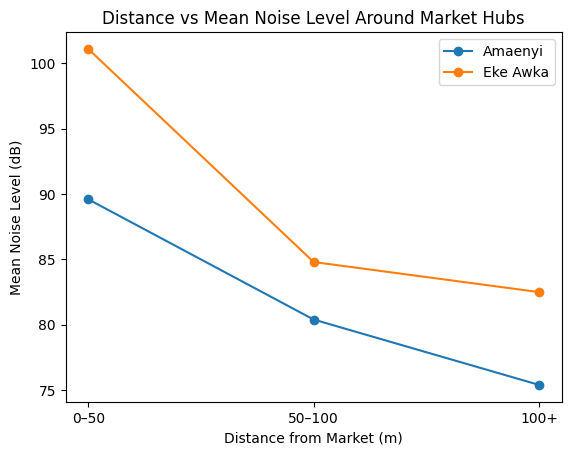 Distance vs Mean Noise Level Around Market Hubs
Amaenyi
Eke Awka
Mean Noise Level (dB)
100
95
90
85
80
75
0–50
50–100
100+
Distance from Market (m)